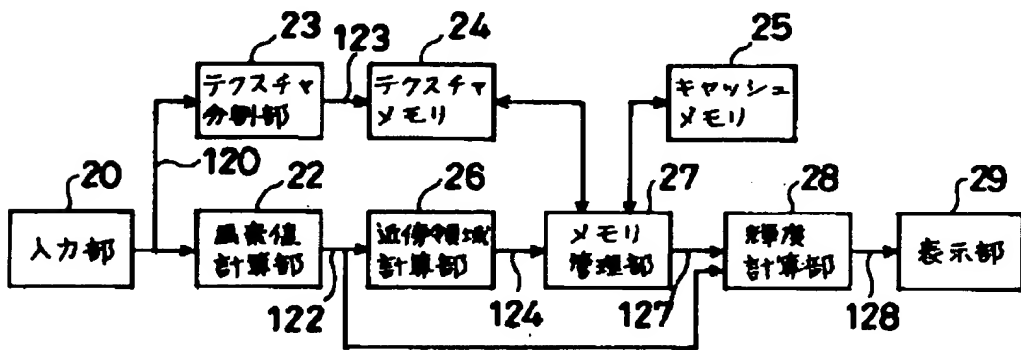 23
123
24
25
テクスチャ
分割部
テクスチャ
メモリ
キャッシュ
メモリ
120
20
22
26
27
28
29
入力部
画素値
計算部
近傍領域
計算部
メモリ
管理部
輝度
計算部
表示部
122
124
127
128